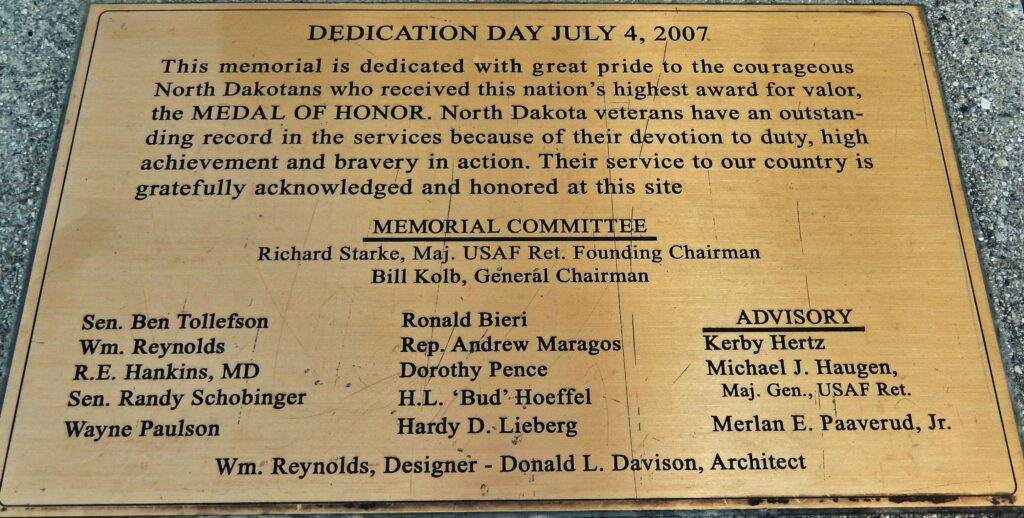 DEDICATION DAY JULY 4, 2007
This memorial is dedicated with great pride to the courageous
North Dakotans who received this nation's highest award for valor,
the MEDAL OF HONOR. North Dakota veterans have an outstan-
ding record in the services because of their devotion to duty, high
achievement and bravery in action. Their service to our country is
gratefully acknowledged and honored at this site
MEMORIAL COMMITTEE
Richard Starke, Maj. USAF Ret. Founding Chairman
Bill Kolb, General Chairman
Sen. Ben Tollefson
Wm. Reynolds
R.E. Hankins, MD
Sen. Randy Schobinger
Wayne Paulson
Ronald Bieri
Rep. Andrew Maragos
Dorothy Pence
H.L. 'Bud' Hoeffel
Hardy D. Lieberg
ADVISORY
Kerby Hertz
Michael J. Haugen,
Maj. Gen., USAF Ret.
Merlan E. Paaverud, Jr.
Wm. Reynolds, Designer - Donald L. Davison, Architect